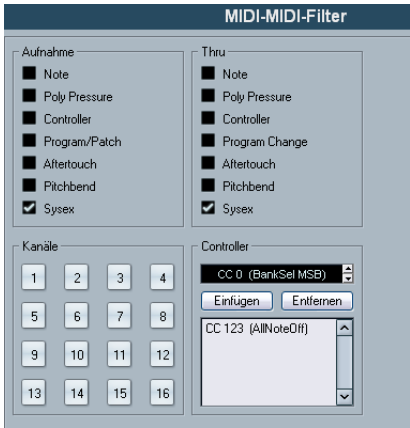 MIDI-MIDI-Filter
Aufnahme
Note
Poly Pressure
Controller
Program/Patch
Aftertouch
Pitchbend
Sysex
Thru
Note
Poly Pressure
Controller
Program Change
Aftertouch
Pitchbend
Sysex
Kanäle
1 2 3 4
5 6 7 8
9 10 11 12
13 14 15 16
Controller
CC 0 (BankSel MSB)
Einfügen Entfernen
CC 123 (AllNoteOff)